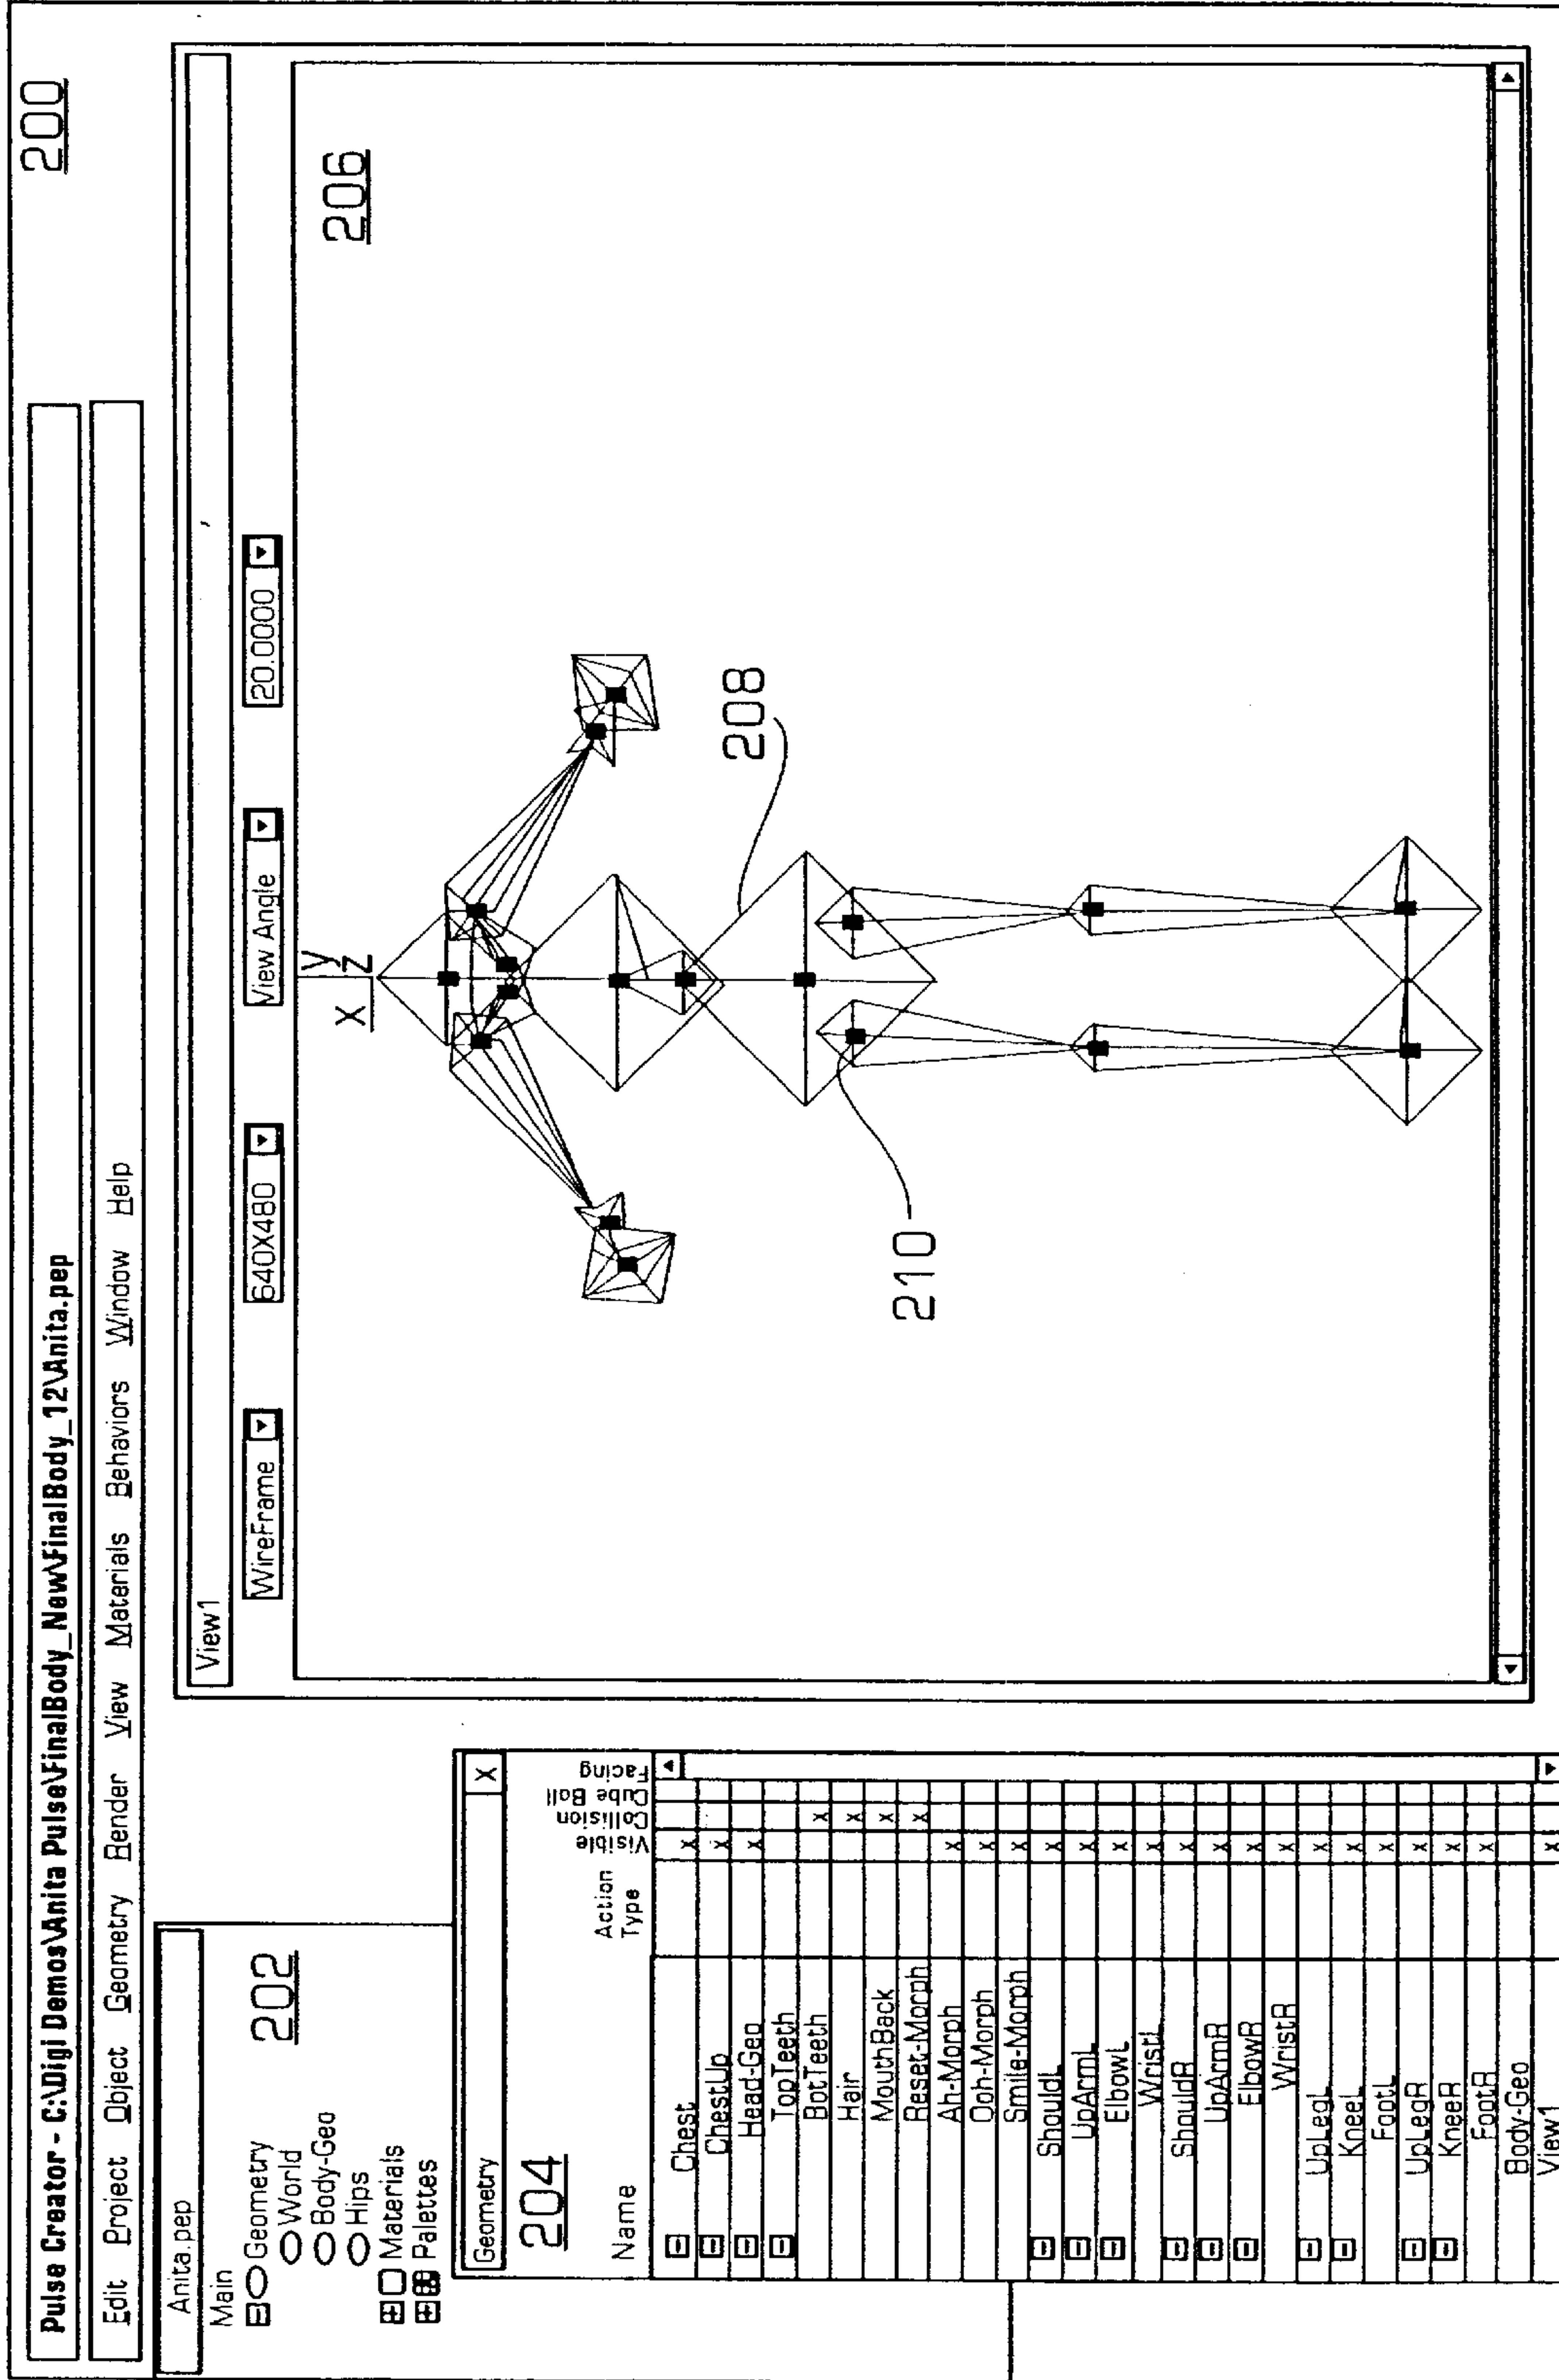 200
Pulse Creator - C:\Digi Demos\Anita Pulse\FinalBody_New\FinalBody_12\Anita.pep
Edit Project Object Geometry Render View Materials Behaviors Window Help
Anita.pep
Main
Geometry
World
Body-Geo
Hips
Materials
Palettes
202
Geometry X
204
Name Action Type Visible Collision Cube Ball Facing
Chest X
ChestUp X
Head-Geo X
TopTeeth
BotTeeth X
Hair X
MouthBack X
Reset-Morph X
Ah-Morph X
Ooh-Morph X
Smile-Morph X
ShouldL X
UpArmL X
ElbowL X
WristL X
ShouldR X
UpArmR X
ElbowR X
WristR X
UpLegL X
KneeL X
FootL X
UpLegR X
KneeR X
FootR X
Body-Geo
View1 X
View1
WireFrame 640X480 View Angle 20.0000
X Y Z
206
208
210